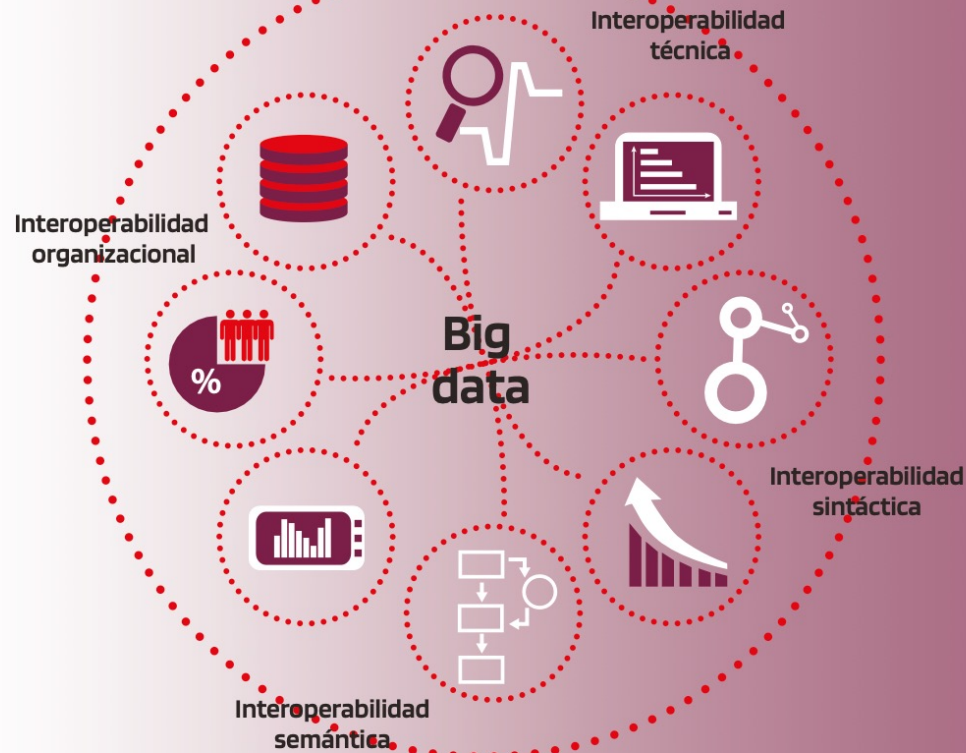 Interoperabilidad
técnica
Interoperabilidad
organizacional
Big
data
%
Interoperabilidad
sintáctica
Interoperabilidad
semántica